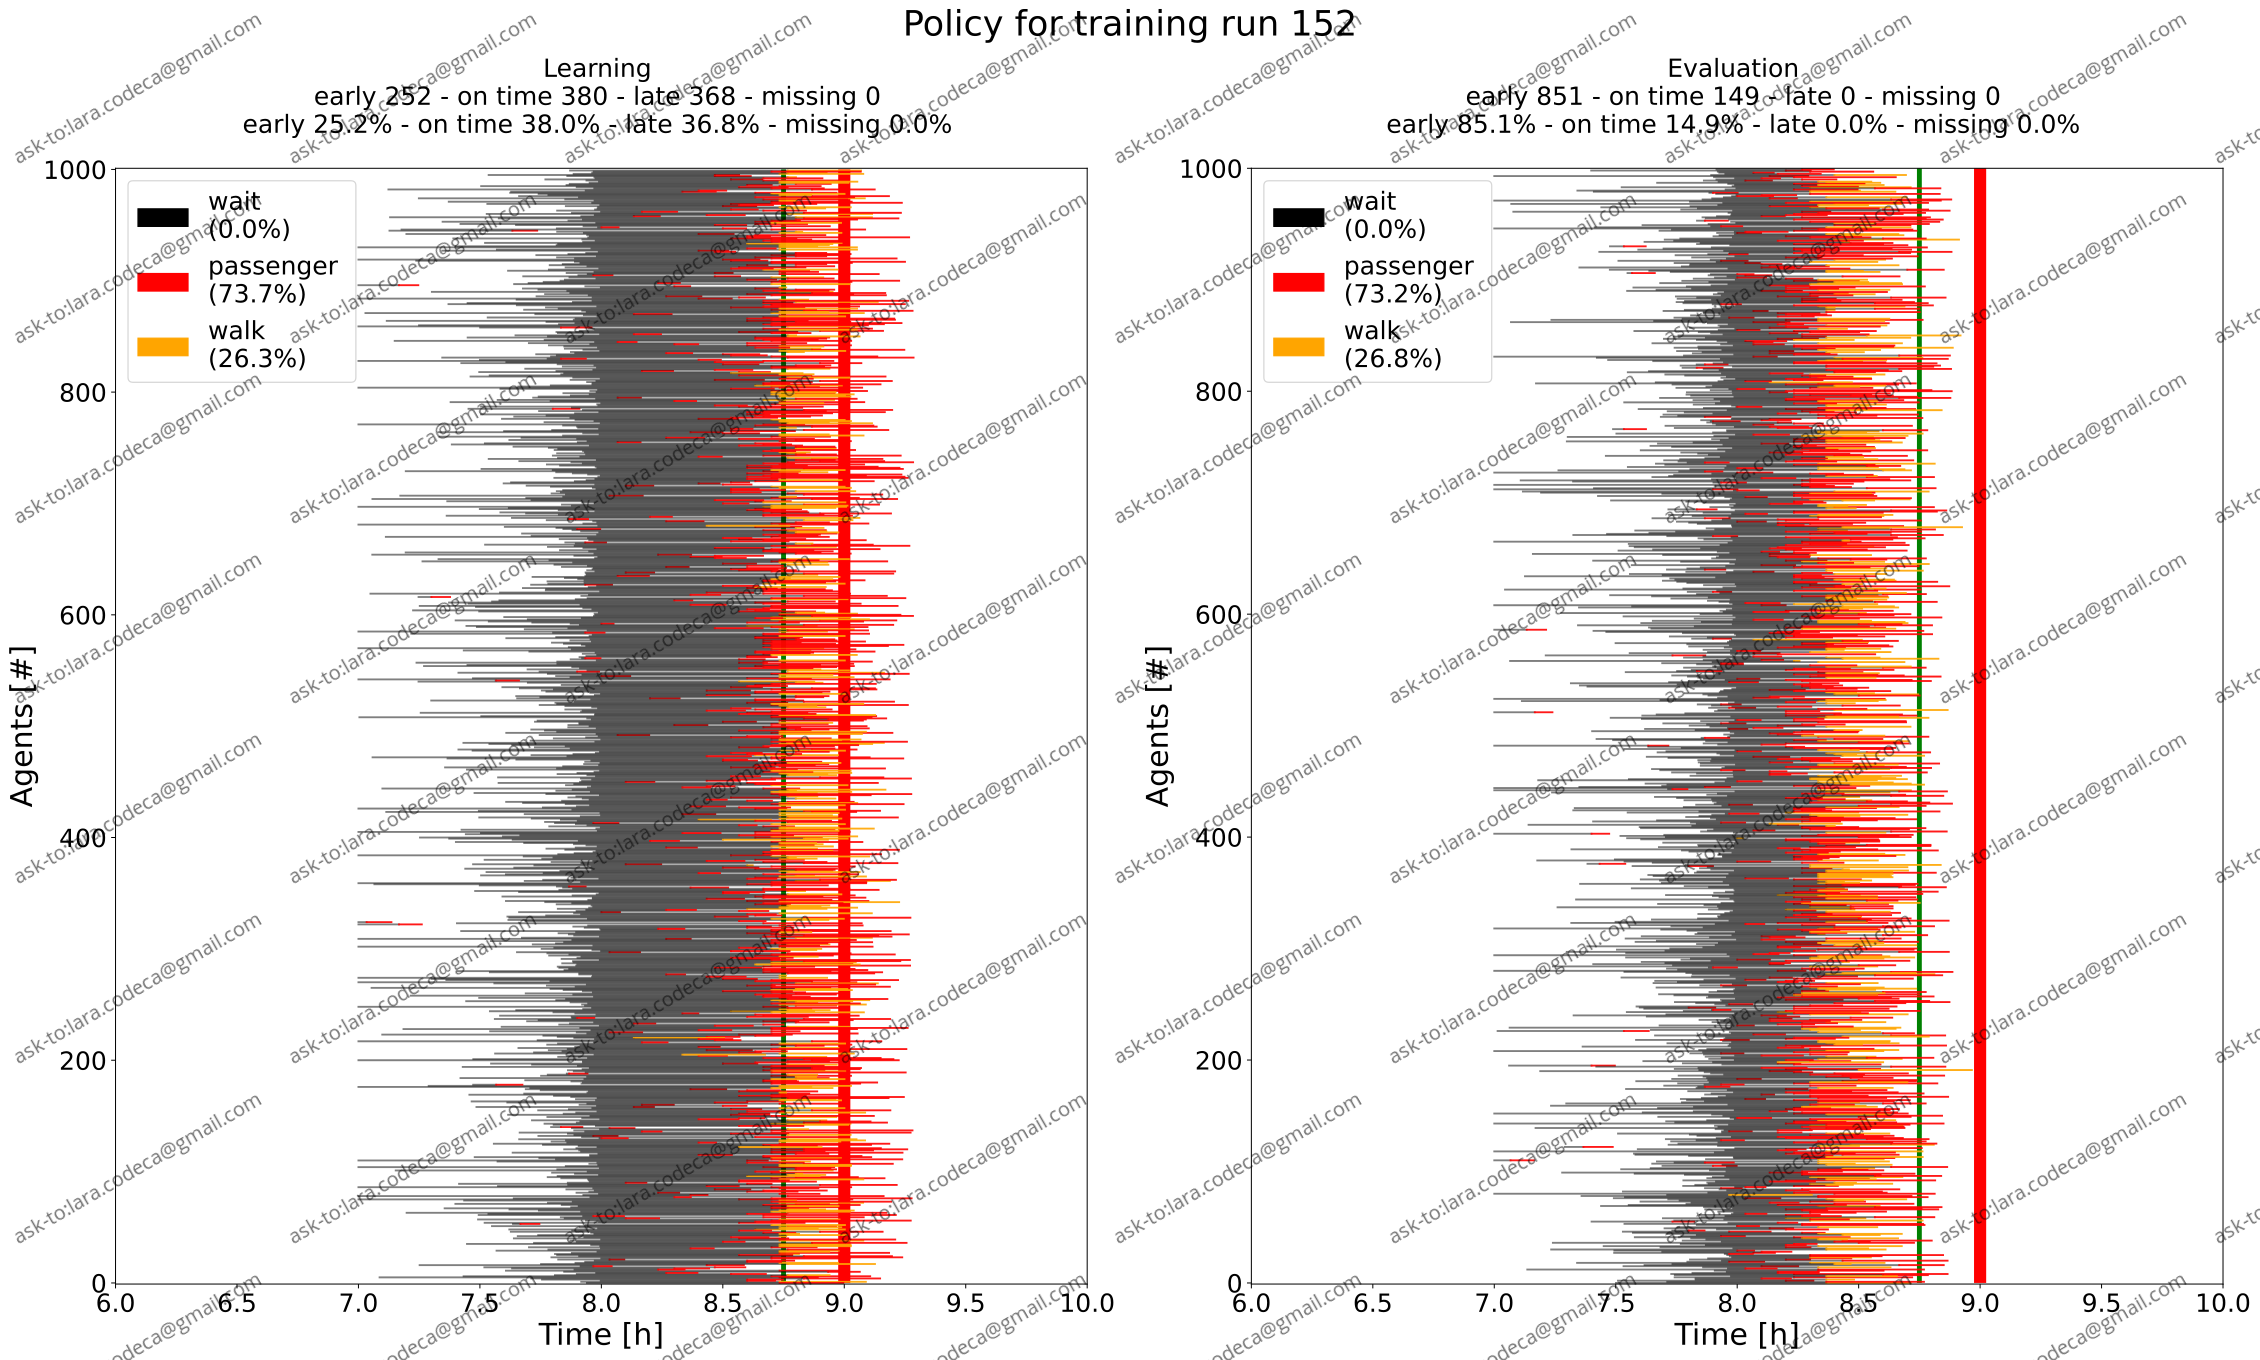 Policy for training run 152
Learning
early 252 - on time 380 - late 368 - missing 0
early 25.2% - on time 38.0% - late 36.8% - missing 0.0%
Evaluation
early 851 - on time 149 - late 0 - missing 0
early 85.1% - on time 14.9% - late 0.0% - missing 0.0%
wait
(0.0%)
passenger
(73.7%)
walk
(26.3%)
wait
(0.0%)
passenger
(73.2%)
walk
(26.8%)
Agents [#]
1000
800
600
400
200
0
6.0 6.5 7.0 7.5 8.0 8.5 9.0 9.5 10.0
Time [h]
Agents [#]
1000
800
600
400
200
0
6.0 6.5 7.0 7.5 8.0 8.5 9.0 9.5 10.0
Time [h]
ask-to:lara.codeca@gmail.com